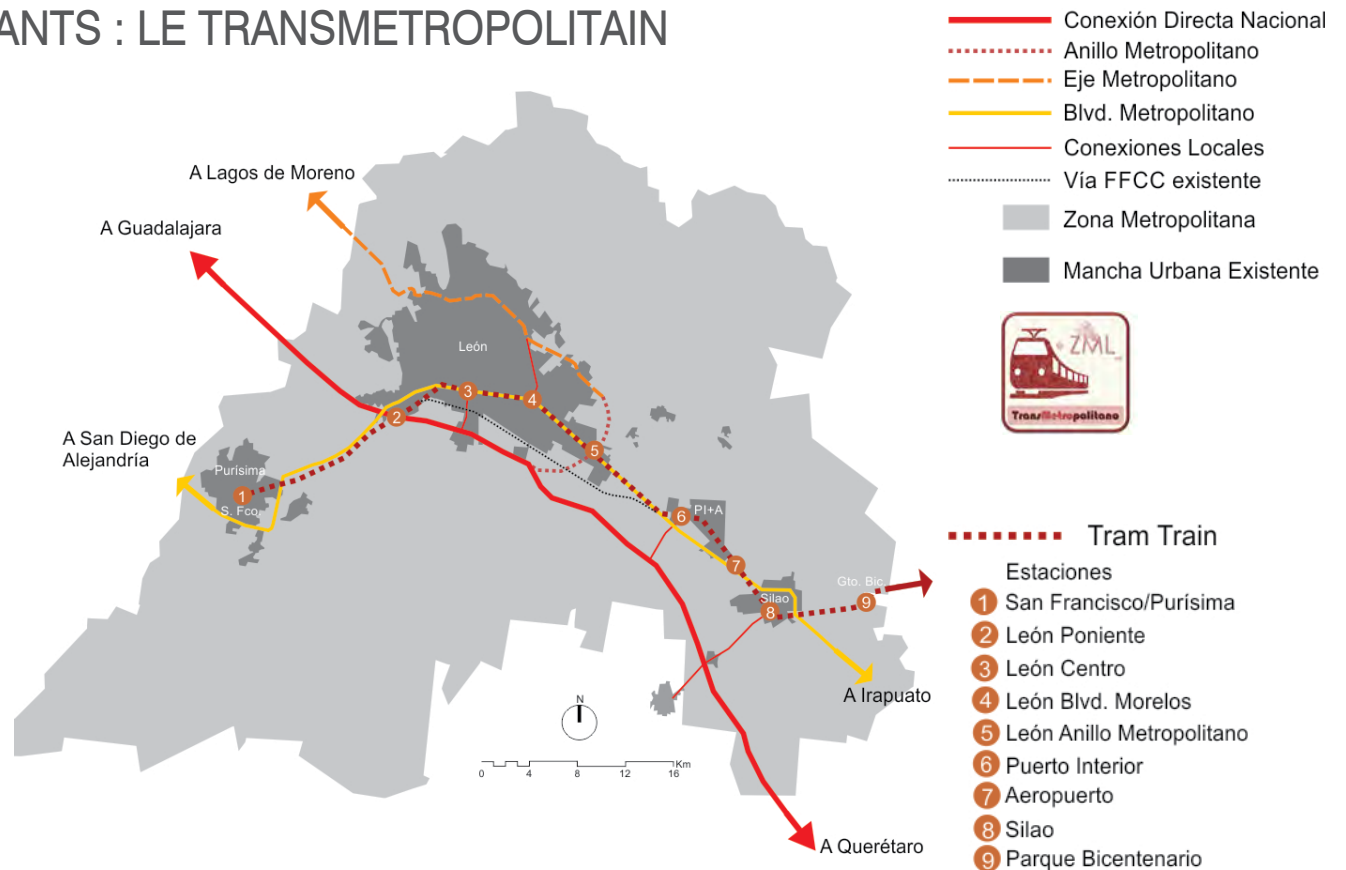 ANTS : LE TRANSMETROPOLITAIN
Conexión Directa Nacional
Anillo Metropolitano
Eje Metropolitano
Blvd. Metropolitano
Conexiones Locales
Vía FFCC existente
Zona Metropolitana
Mancha Urbana Existente
ZML
TransMetropolitano
A Lagos de Moreno
A Guadalajara
León
3
4
2
A San Diego de
Alejandría
Purísima
1
S. Fco.
5
6
PI+A
7
Gto. Bic.
Silao
9
8
A Irapuato
N
Km
0 4 8 12 16
A Querétaro
Tram Train
Estaciones
1 San Francisco/Purísima
2 León Poniente
3 León Centro
4 León Blvd. Morelos
5 León Anillo Metropolitano
6 Puerto Interior
7 Aeropuerto
8 Silao
9 Parque Bicentenario